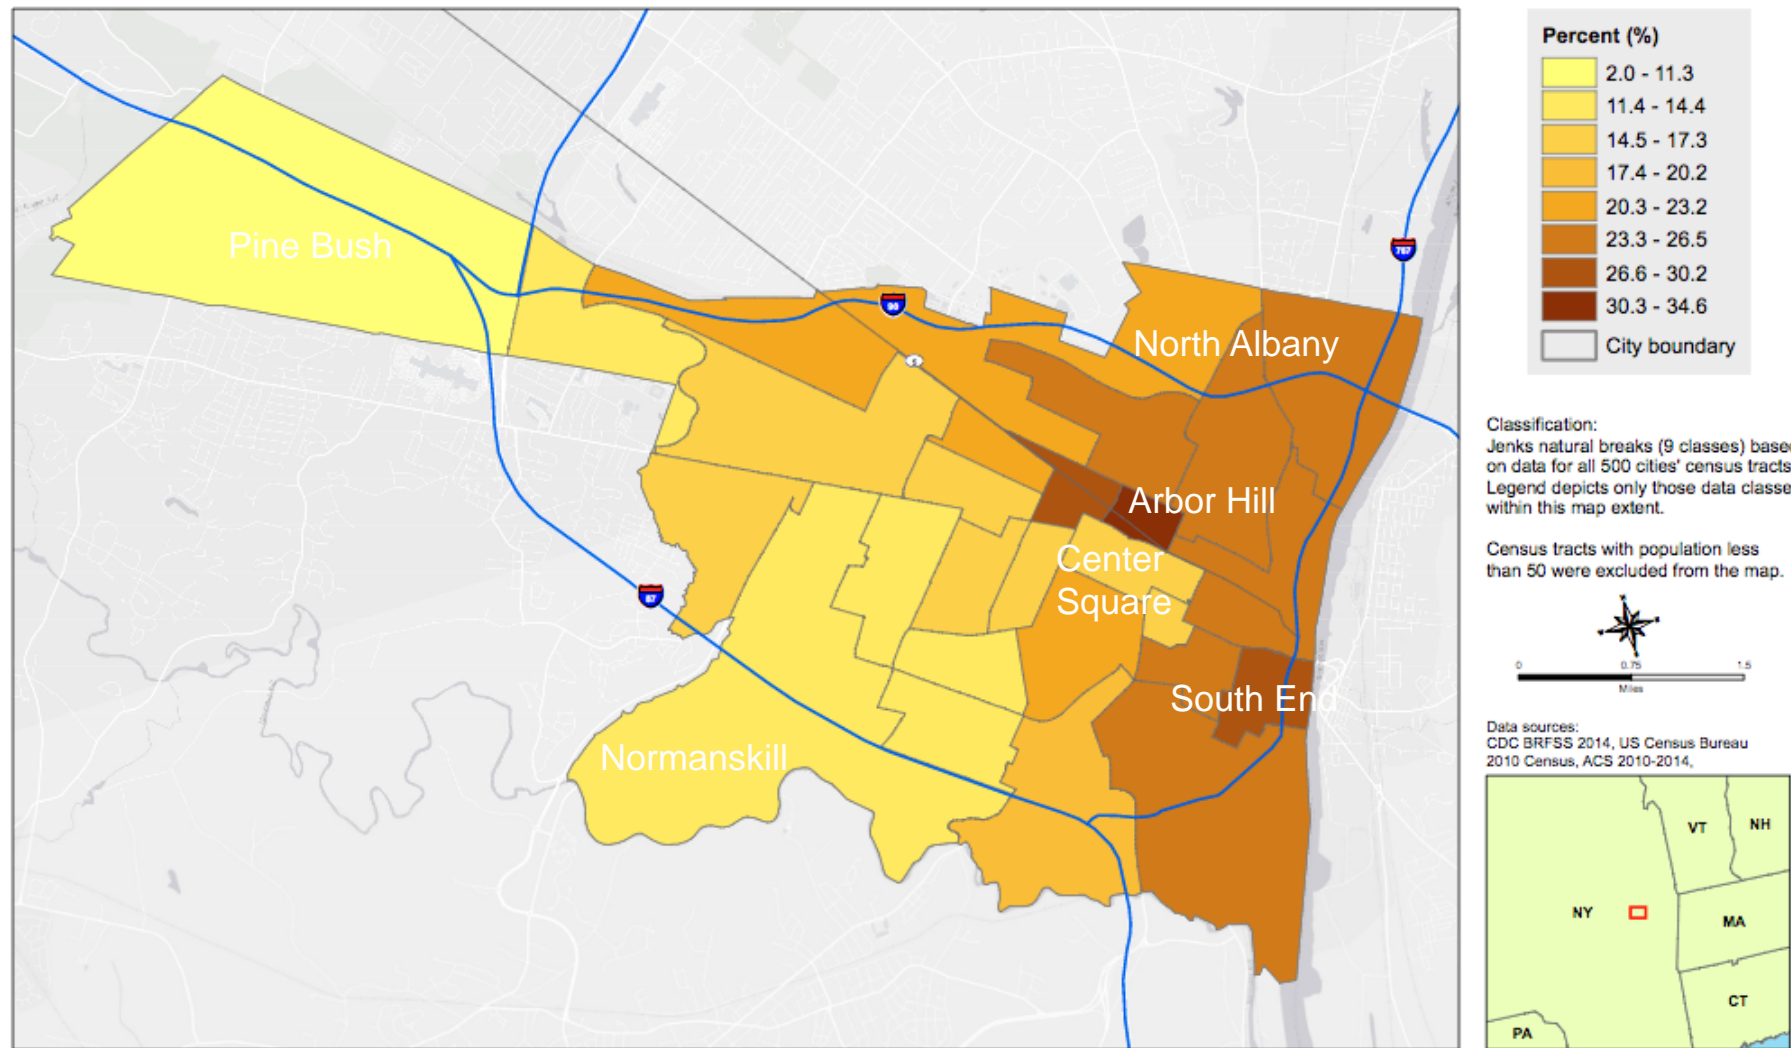 Pine Bush
North Albany
Arbor Hill
Center
Square
South End
Normanskill
90
5
787
87
Percent (%)
2.0 - 11.3
11.4 - 14.4
14.5 - 17.3
17.4 - 20.2
20.3 - 23.2
23.3 - 26.5
26.6 - 30.2
30.3 - 34.6
City boundary
Classification:
Jenks natural breaks (9 classes) based
on data for all 500 cities' census tracts
Legend depicts only those data classe
within this map extent.
Census tracts with population less
than 50 were excluded from the map.
0 0.75 1.5
Miles
Data sources:
CDC BRFSS 2014, US Census Bureau
2010 Census, ACS 2010-2014,
VT
NH
NY
MA
CT
PA